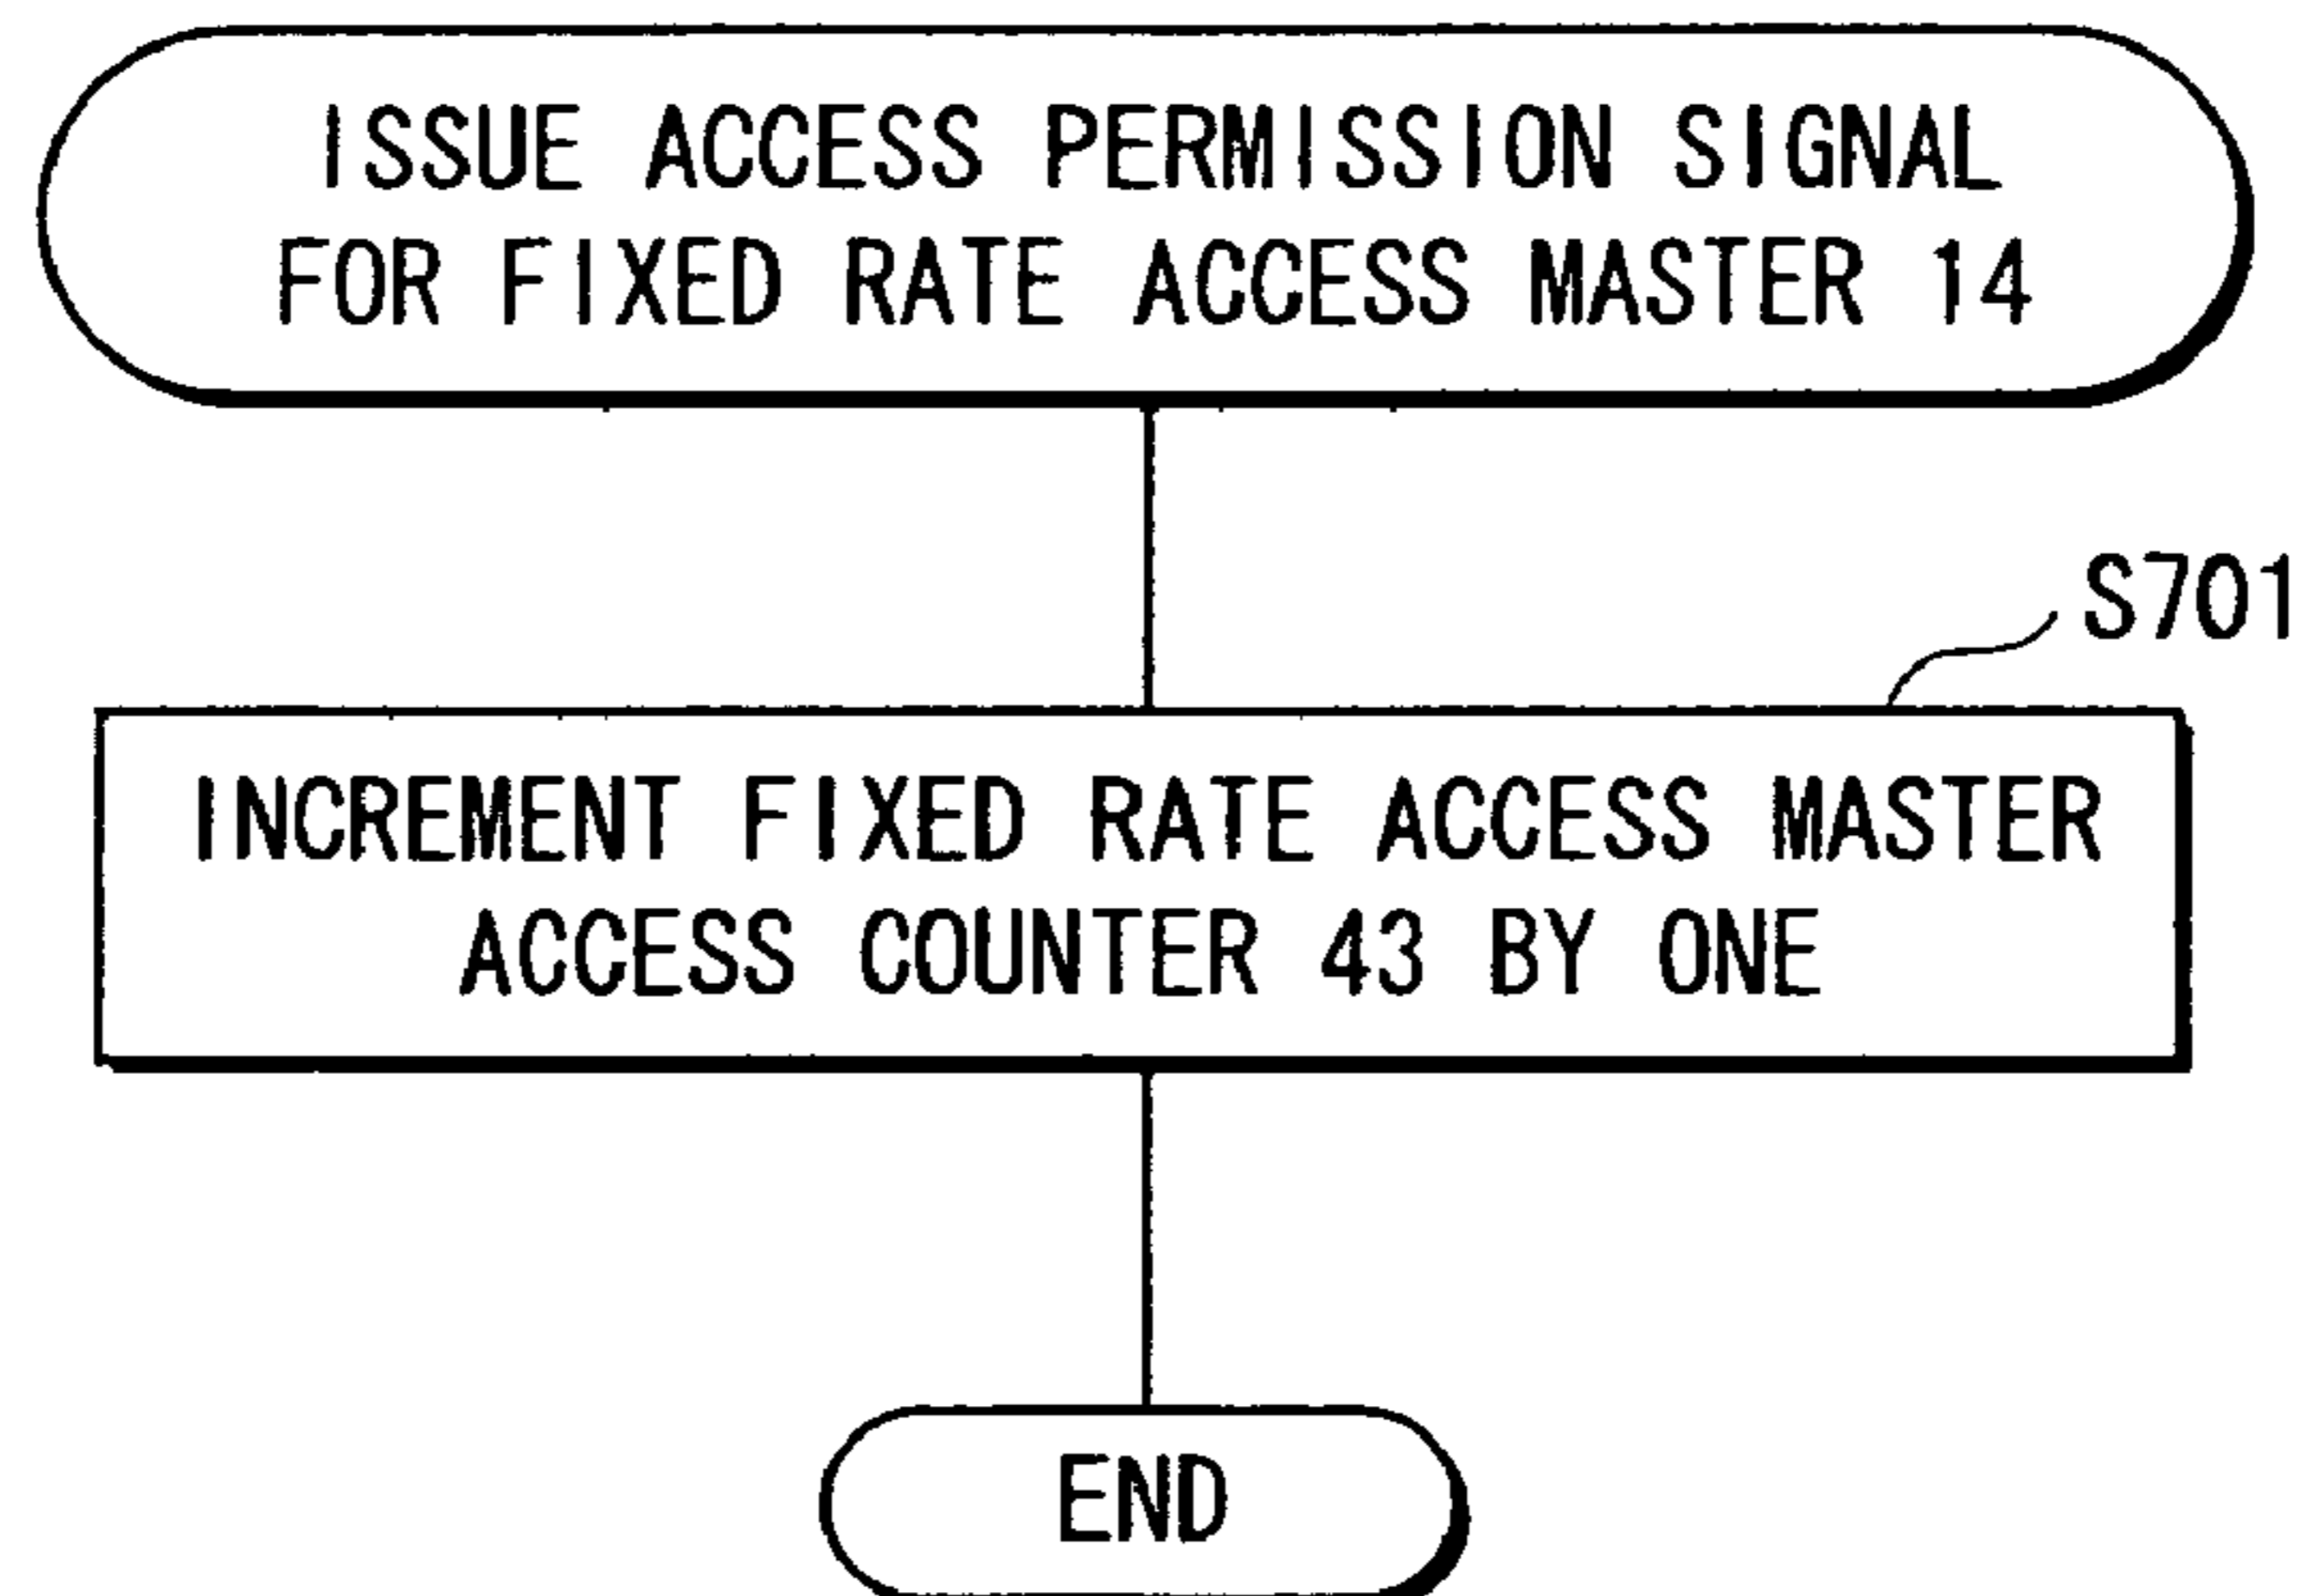 ISSUE ACCESS PERMISSION SIGNAL
FOR FIXED RATE ACCESS MASTER 14
S701
INCREMENT FIXED RATE ACCESS MASTER
ACCESS COUNTER 43 BY ONE
END